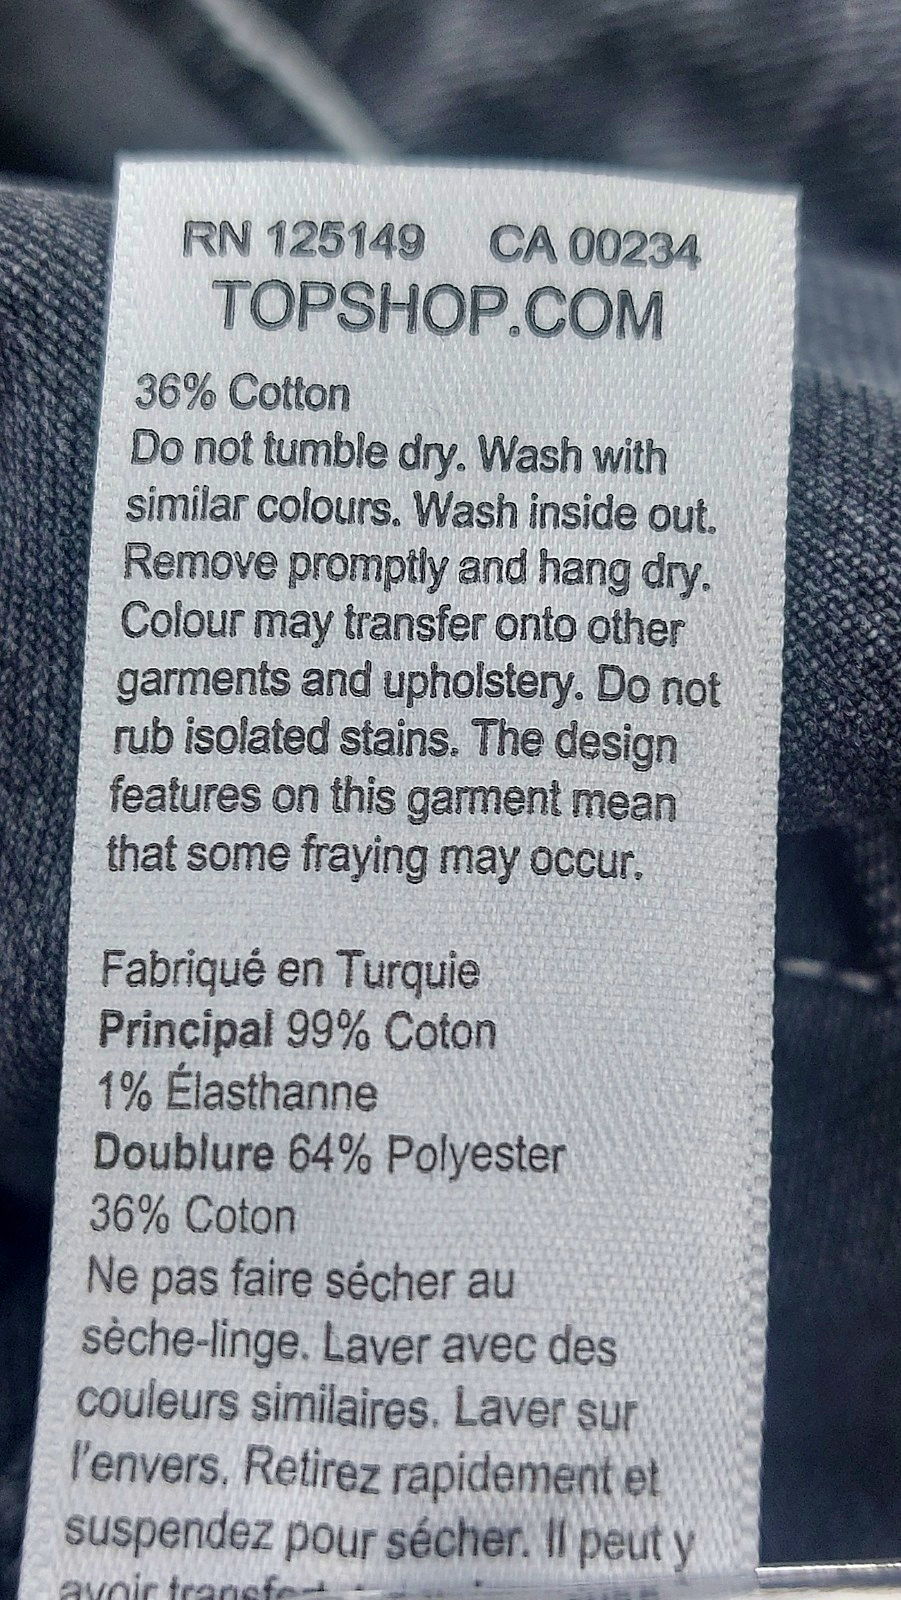 RN 125149 CA 00234
TOPSHOP.COM
36% Cotton
Do not tumble dry. Wash with
similar colours. Wash inside out.
Remove promptly and hang dry.
Colour may transfer onto other
garments and upholstery. Do not
rub isolated stains. The design
features on this garment mean
that some fraying may occur.
Fabriqué en Turquie
Principal 99% Coton
1% Élasthanne
Doublure 64% Polyester
36% Coton
Ne pas faire sécher au
sèche-linge. Laver avec des
couleurs similaires. Laver sur
l'envers. Retirez rapidement et
suspendez pour sécher. Il peut y
avoir